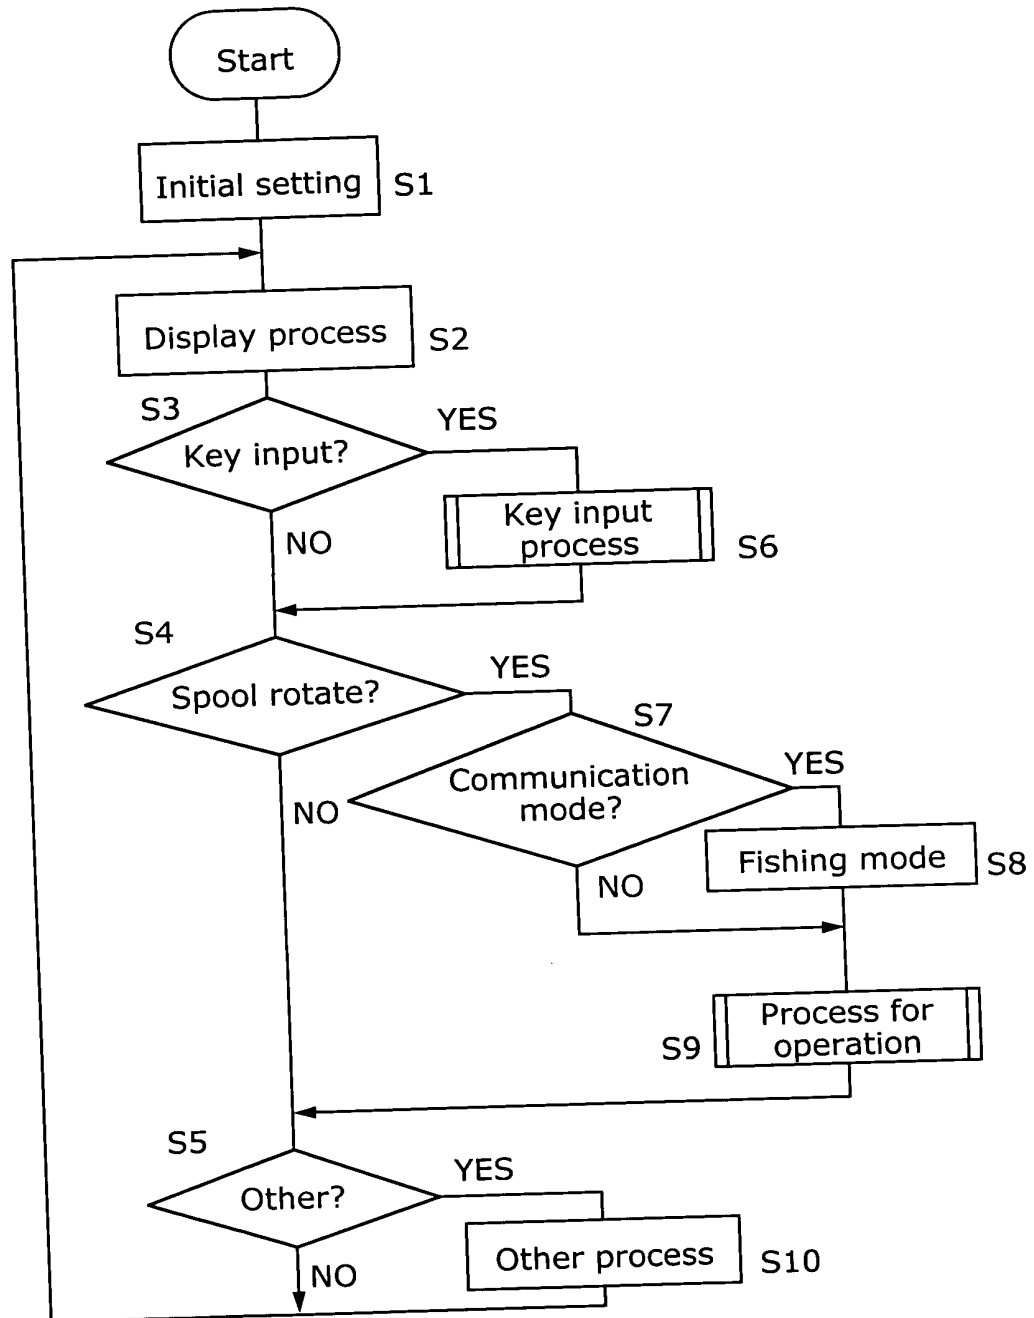 Start
Initial setting
S1
Display process
S2
S3
YES
Key input?
NO
Key input
process
S6
S4
YES
Spool rotate?
S7
NO
Communication
mode?
YES
Fishing mode
S8
NO
Process for
operation
S9
S5
YES
Other?
NO
Other process
S10